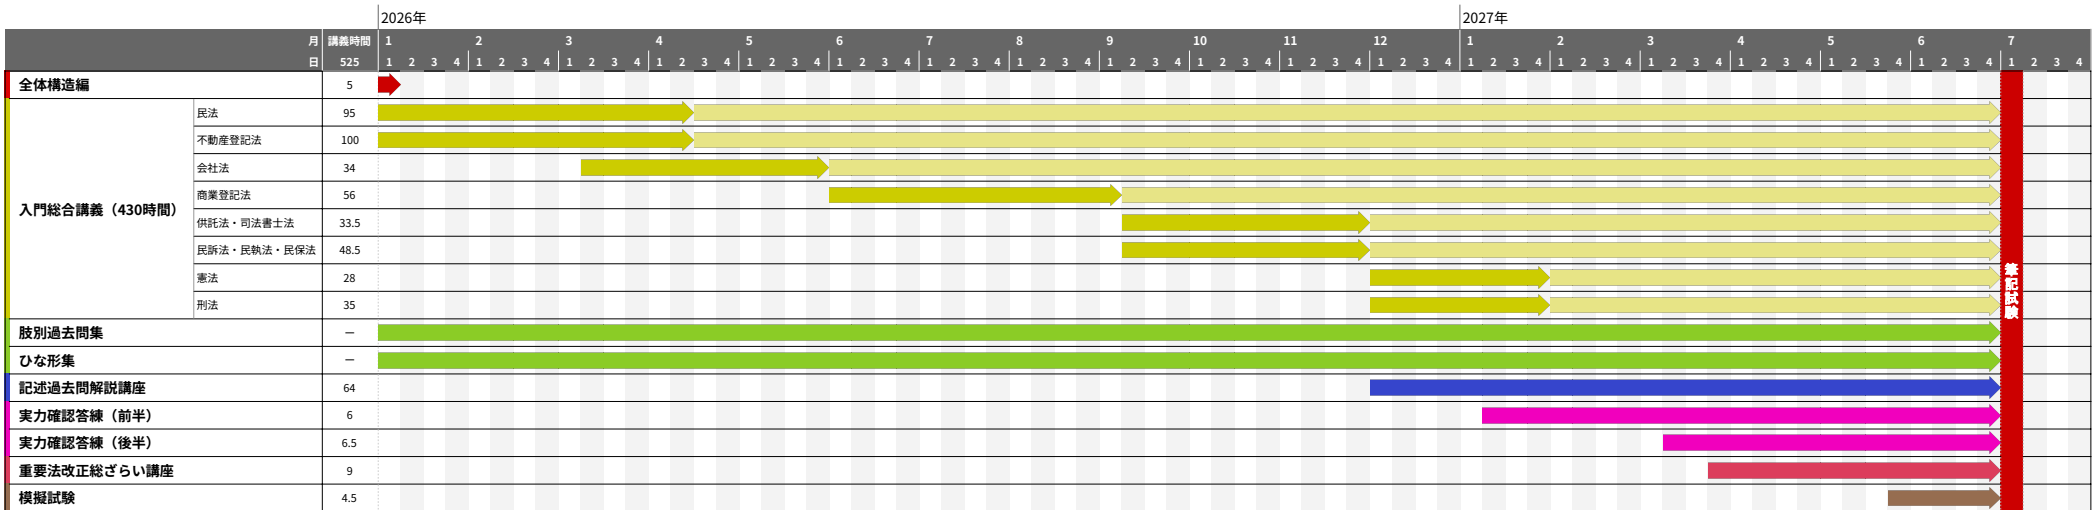 2026年 2027年
月 講義時間 1 2 3 4 5 6 7 8 9 10 11 12 1 2 3 4 5 6 7
日 525 1 2 3 4 1 2 3 4 1 2 3 4 1 2 3 4 1 2 3 4 1 2 3 4 1 2 3 4 1 2 3 4 1 2 3 4 1 2 3 4 1 2 3 4 1 2 3 4 1 2 3 4 1 2 3 4 1 2 3 4 1 2 3 4 1 2 3 4 1 2 3 4 1 2 3 4
全体構造編 5
入門総合講義（430時間）
民法 95
不動産登記法 100
会社法 34
商業登記法 56
供託法・司法書士法 33.5
民訴法・民執法・民保法 48.5
憲法 28
刑法 35
肢別過去問集 ー
ひな形集 ー
記述過去問解説講座 64
実力確認答練（前半） 6
実力確認答練（後半） 6.5
重要法改正総ざらい講座 9
模擬試験 4.5
筆記試験